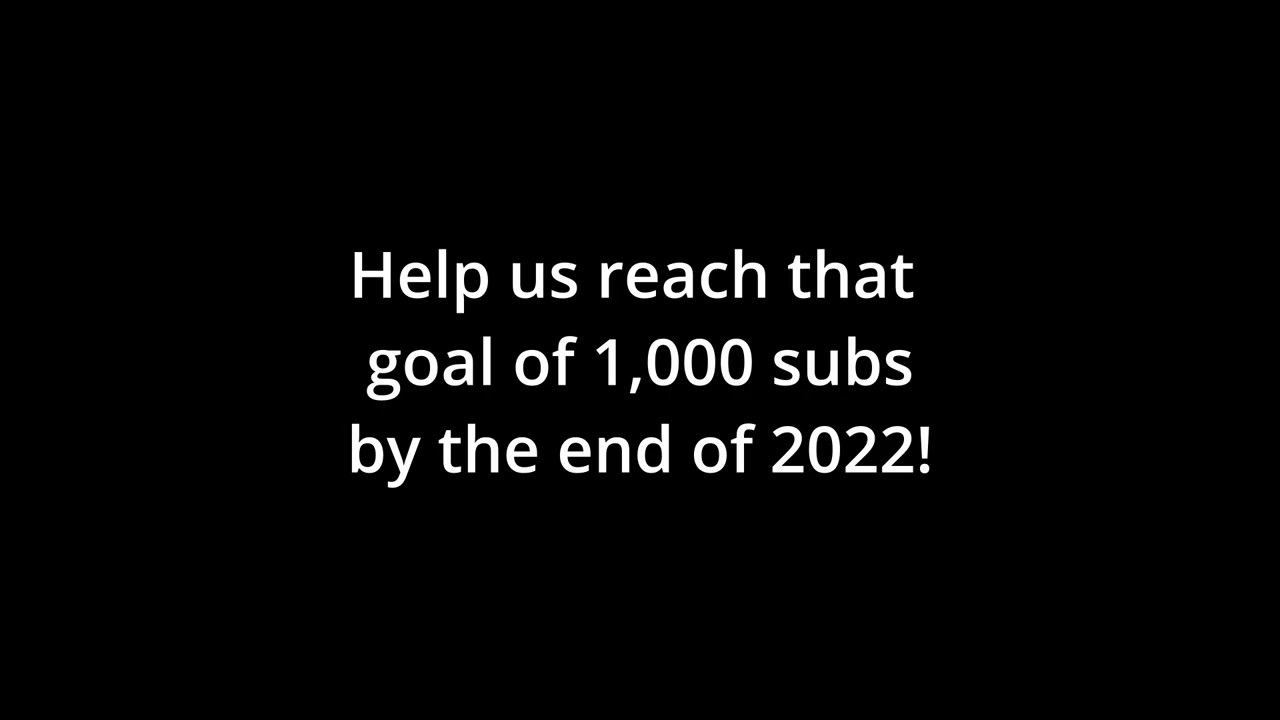 Help us reach that
goal of 1,000 subs
by the end of 2022!